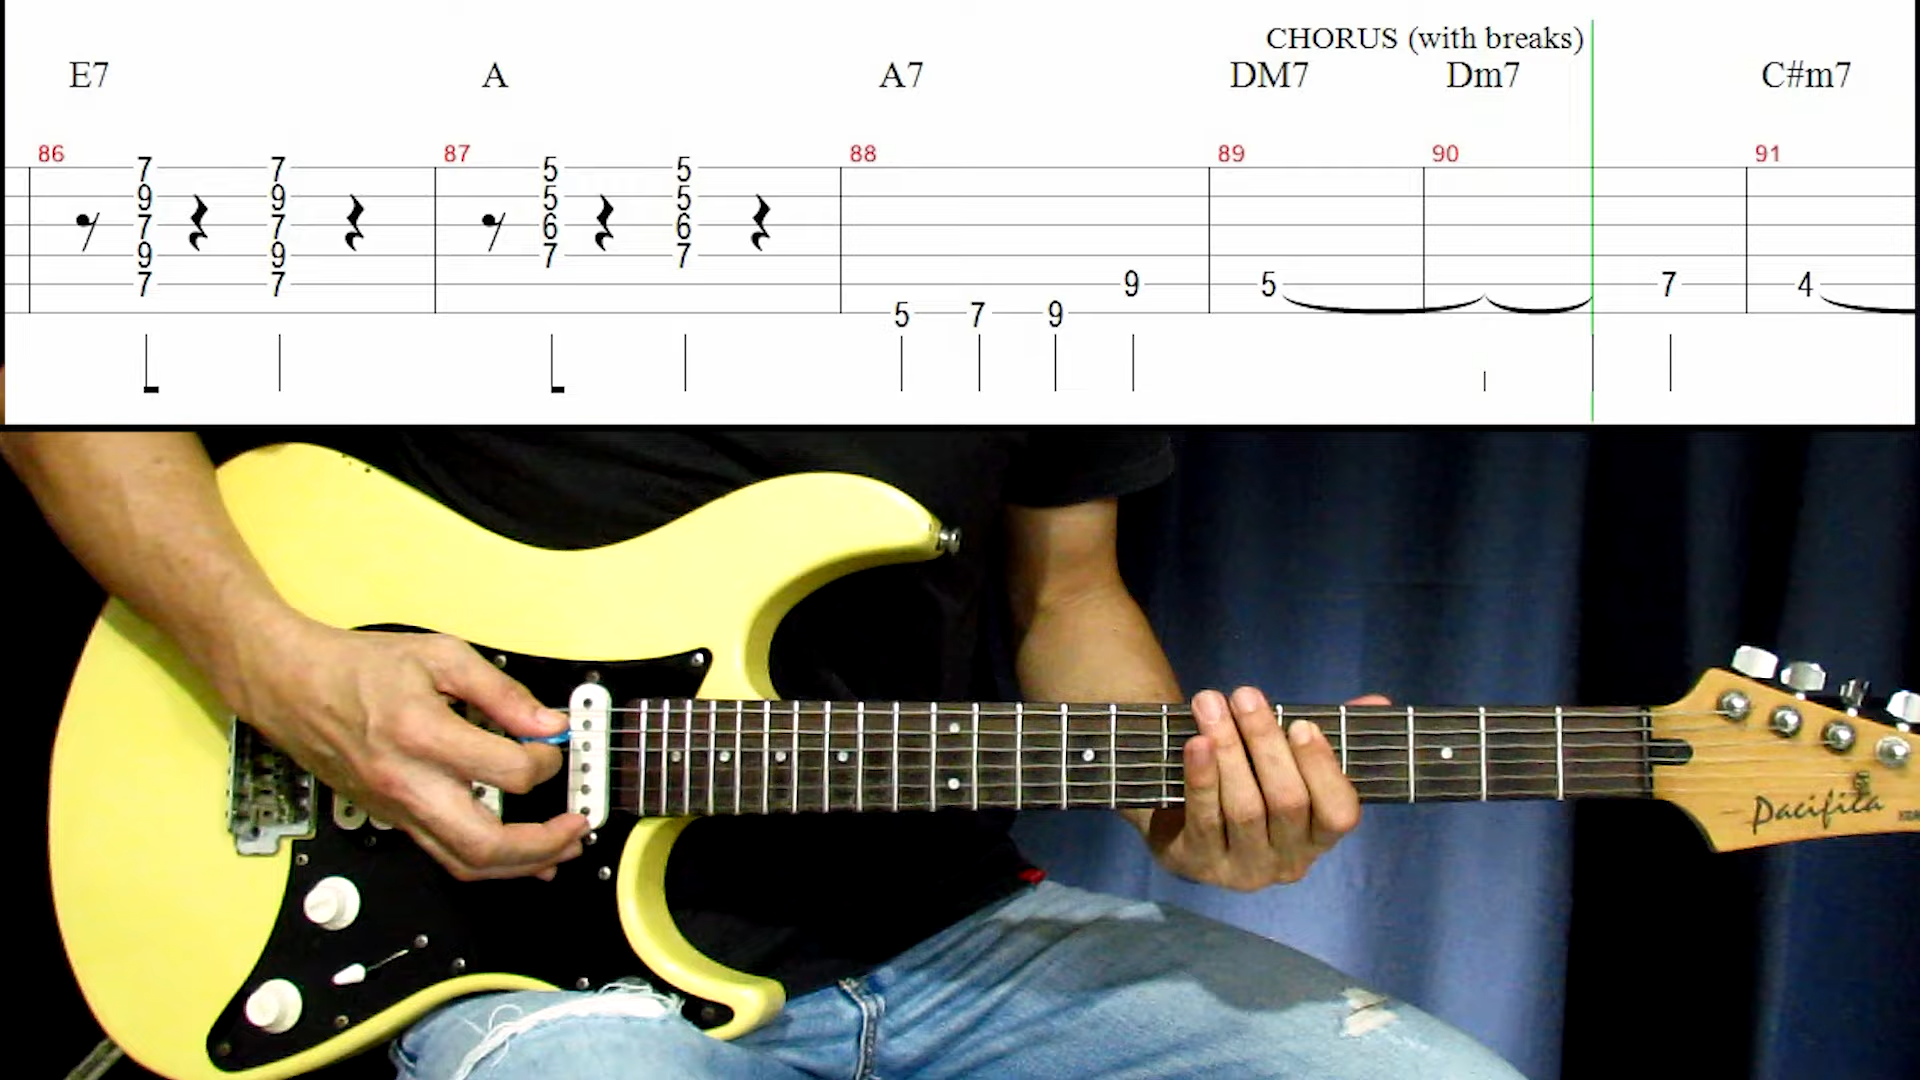 CHORUS (with breaks)
E7 A A7 DM7 Dm7 C#m7
86 87 88 89 90 91
7 7 5 5
9 9 5 5
7 7 6 6
9 9 7 7
7 7 9 5 7 4
5 7 9
Pacifica